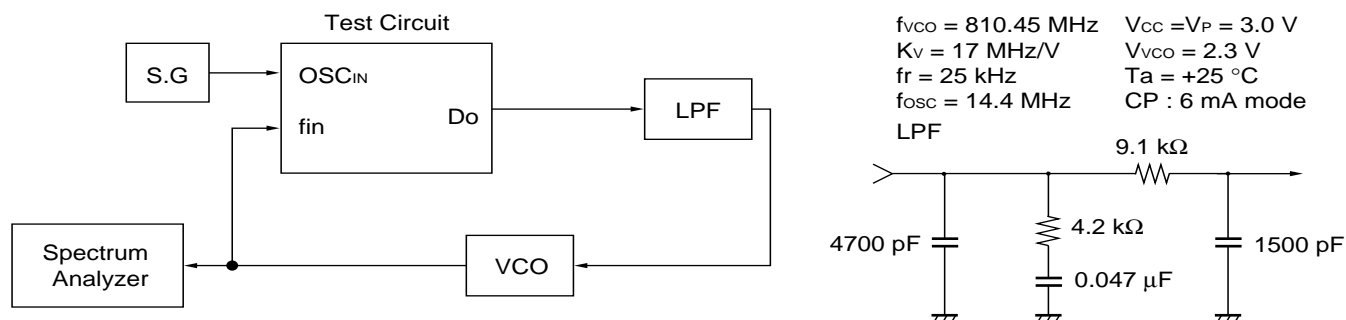 Test Circuit
S.G
OSCIN
fin
Do
LPF
Spectrum
Analyzer
VCO
fVCO = 810.45 MHz VCC =VP = 3.0 V
KV = 17 MHz/V VVCO = 2.3 V
fr = 25 kHz Ta = +25 °C
fOSC = 14.4 MHz CP : 6 mA mode
LPF
9.1 kΩ
4.2 kΩ
4700 pF
1500 pF
0.047 µF